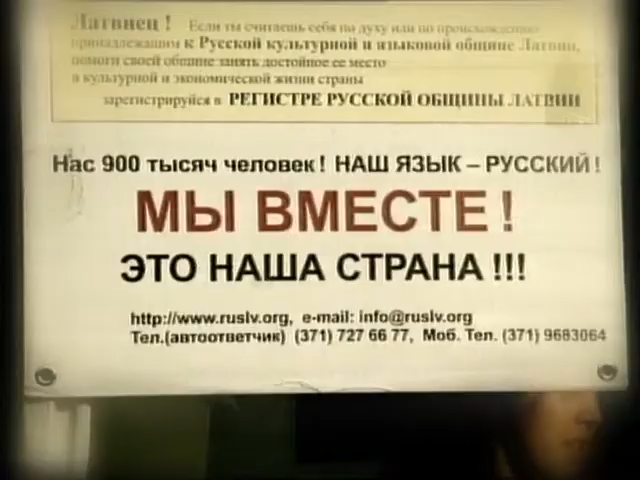 Латвиец ! Если ты считаешь себя по духу или по происхождению
принадлежащим к Русской культурной и языковой общине Латвии,
помоги своей общине занять достойное ее место
в культурной и экономической жизни страны
зарегистрируйся в РЕГИСТРЕ РУССКОЙ ОБЩИНЫ ЛАТВИИ
Нас 900 тысяч человек ! НАШ ЯЗЫК – РУССКИЙ !
МЫ ВМЕСТЕ !
ЭТО НАША СТРАНА !!!
http://www.ruslv.org, e-mail: info@ruslv.org
Тел.(автоответчик) (371) 727 66 77, Моб. Тел. (371) 9683064